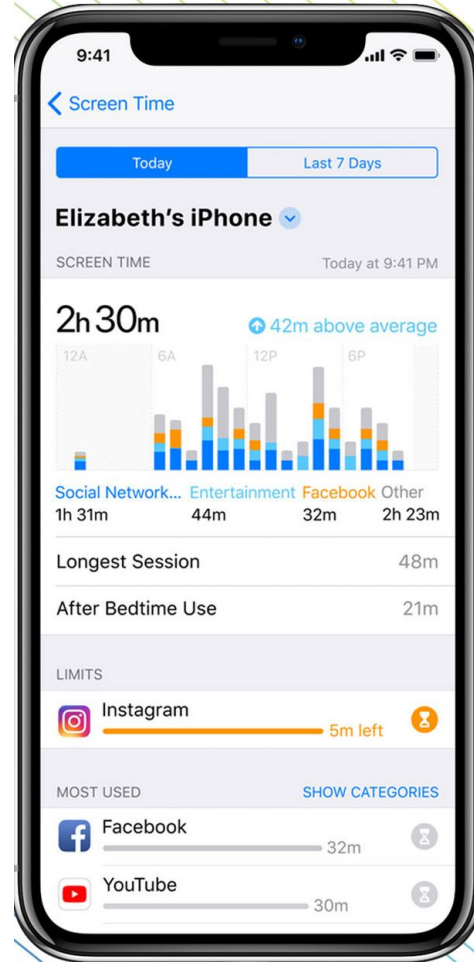 9:41
Screen Time
Today Last 7 Days
Elizabeth's iPhone
SCREEN TIME Today at 9:41 PM
2h 30m 42m above average
12A 6A 12P 6P
Social Network... Entertainment Facebook Other
1h 31m 44m 32m 2h 23m
Longest Session 48m
After Bedtime Use 21m
LIMITS
Instagram
5m left
MOST USED SHOW CATEGORIES
Facebook
32m
YouTube
30m